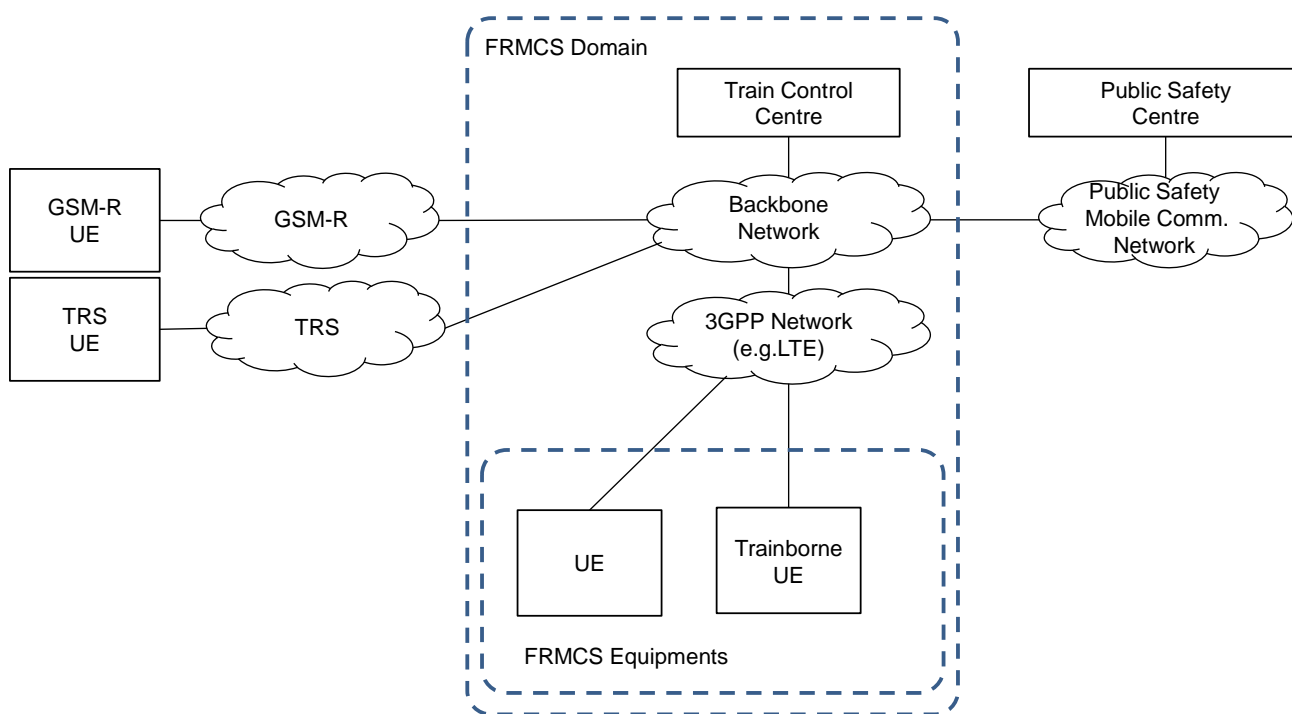 FRMCS Domain
Train Control
Centre
Public Safety
Centre
GSM-R
UE
GSM-R
Backbone
Network
Public Safety
Mobile Comm.
Network
TRS
UE
TRS
3GPP Network
(e.g.LTE)
UE
Trainborne
UE
FRMCS Equipments